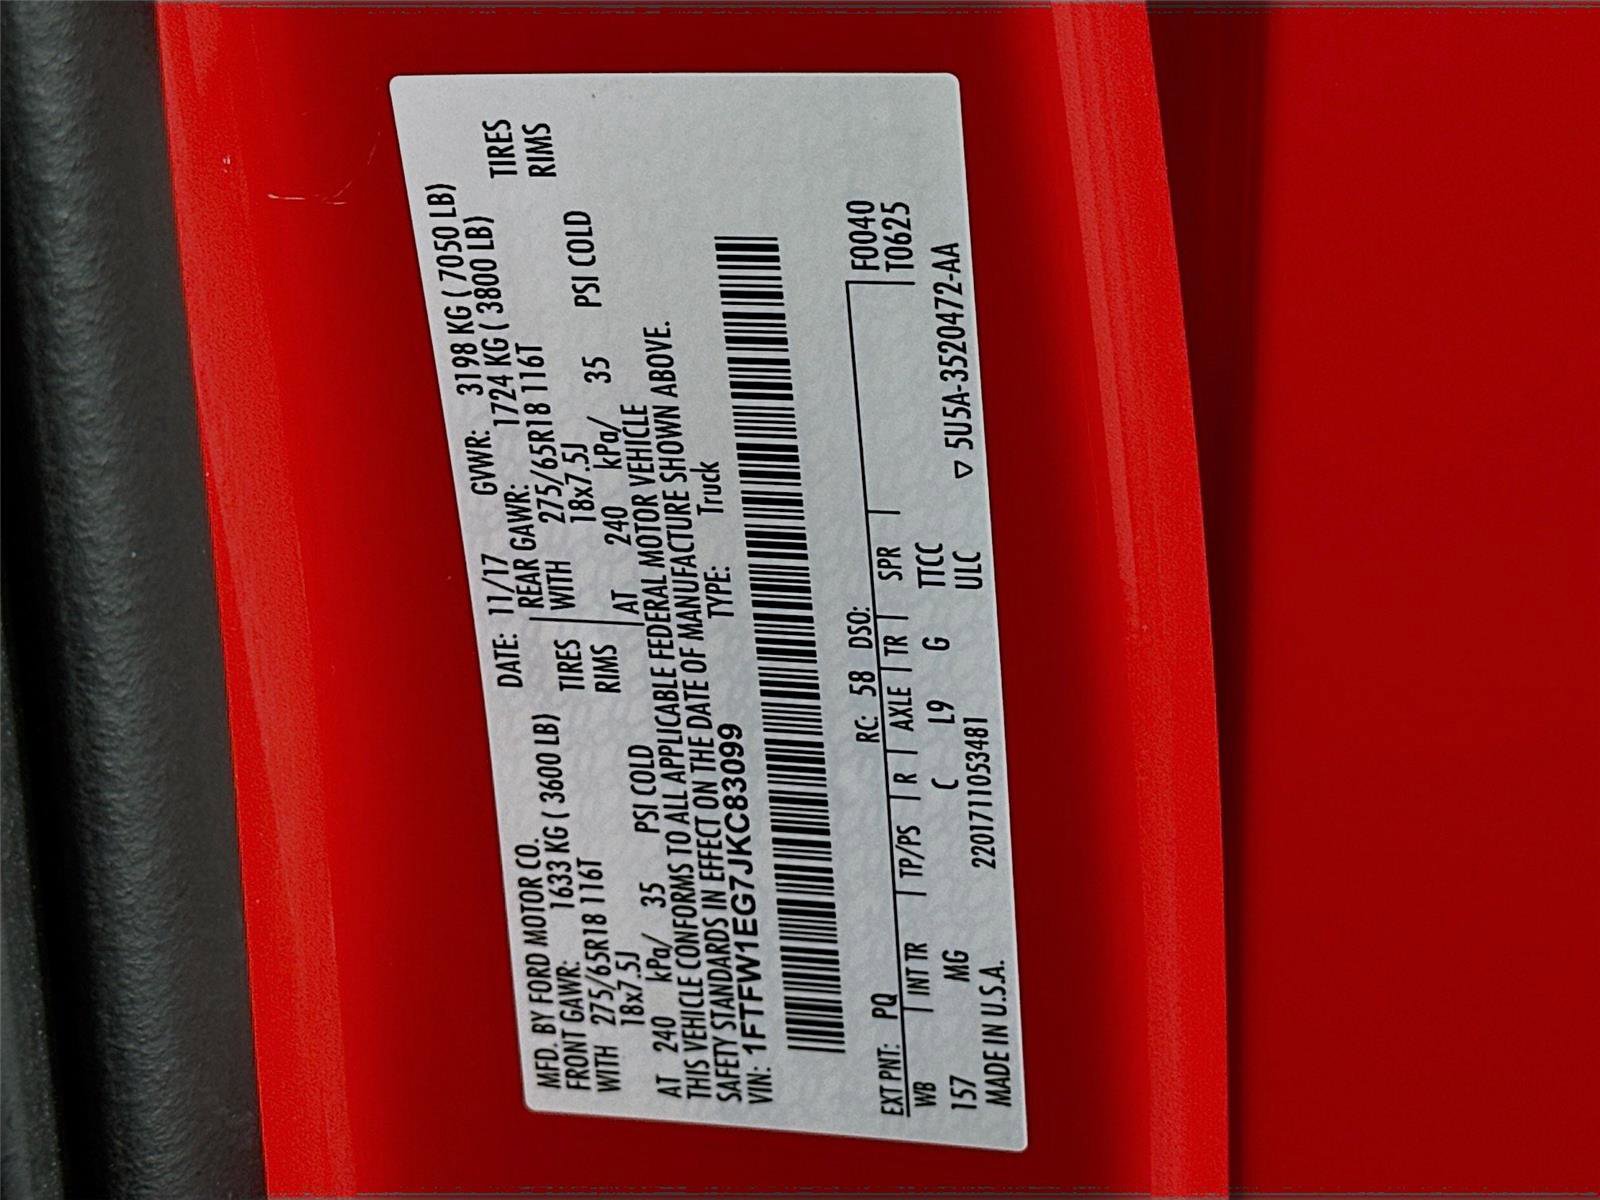 MFD. BY FORD MOTOR CO. DATE: 11/17 GVWR: 3198 KG ( 7050 LB)
FRONT GAWR: 1633 KG ( 3600 LB) REAR GAWR: 1724 KG ( 3800 LB)
WITH 275/65R18 116T TIRES WITH 275/65R18 116T TIRES
18x7.5J RIMS 18x7.5J RIMS
AT 240 kPa/ 35 PSI COLD AT 240 kPa/ 35 PSI COLD
THIS VEHICLE CONFORMS TO ALL APPLICABLE FEDERAL MOTOR VEHICLE
SAFETY STANDARDS IN EFFECT ON THE DATE OF MANUFACTURE SHOWN ABOVE.
VIN: 1FTFW1EG7JKC83099 TYPE: Truck
EXT PNT: PQ RC: 58 DSO: F0040
WB INT TR TP/PS R AXLE TR SPR T0625
157 MG C L9 G TTCC
MADE IN U.S.A. 2201711053481 ULC ▽ 5U5A-3520472-AA